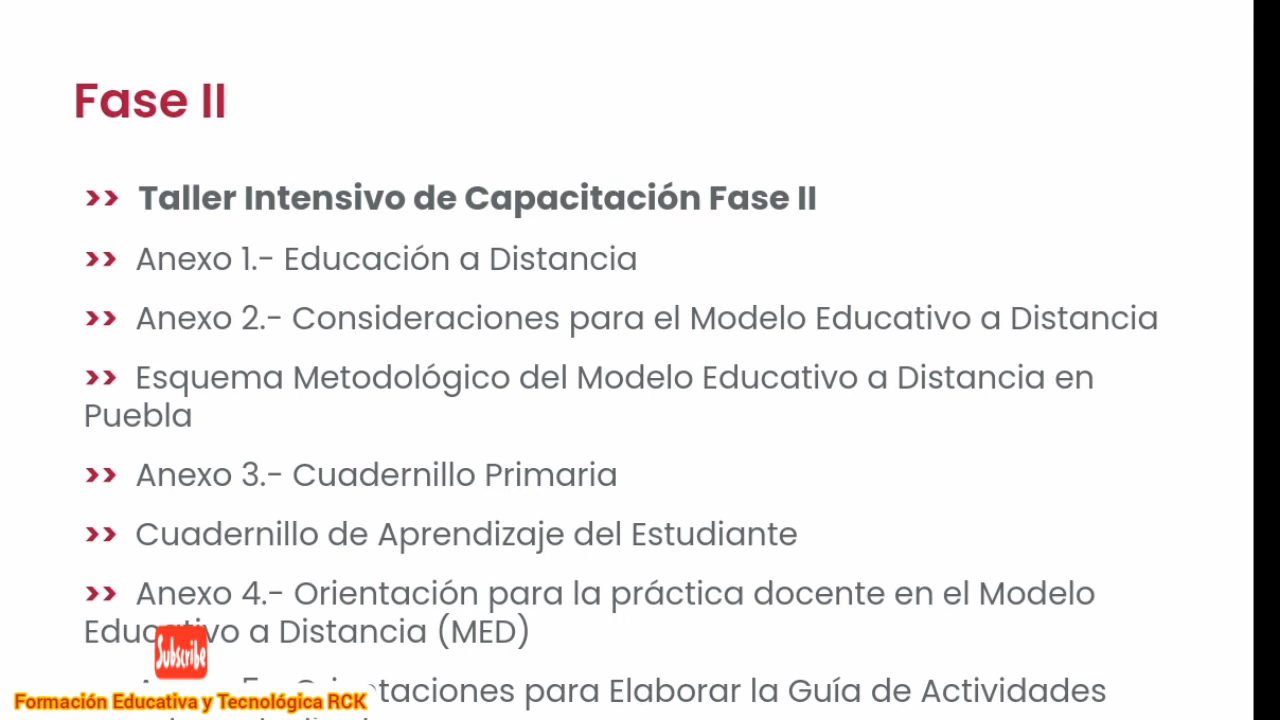 Fase II
>> Taller Intensivo de Capacitación Fase II
>> Anexo 1.- Educación a Distancia
>> Anexo 2.- Consideraciones para el Modelo Educativo a Distancia
>> Esquema Metodológico del Modelo Educativo a Distancia en
Puebla
>> Anexo 3.- Cuadernillo Primaria
>> Cuadernillo de Aprendizaje del Estudiante
>> Anexo 4.- Orientación para la práctica docente en el Modelo
Educativo a Distancia (MED)
Subscribe
Orientaciones para Elaborar la Guía de Actividades
Formación Educativa y Tecnológica RCK